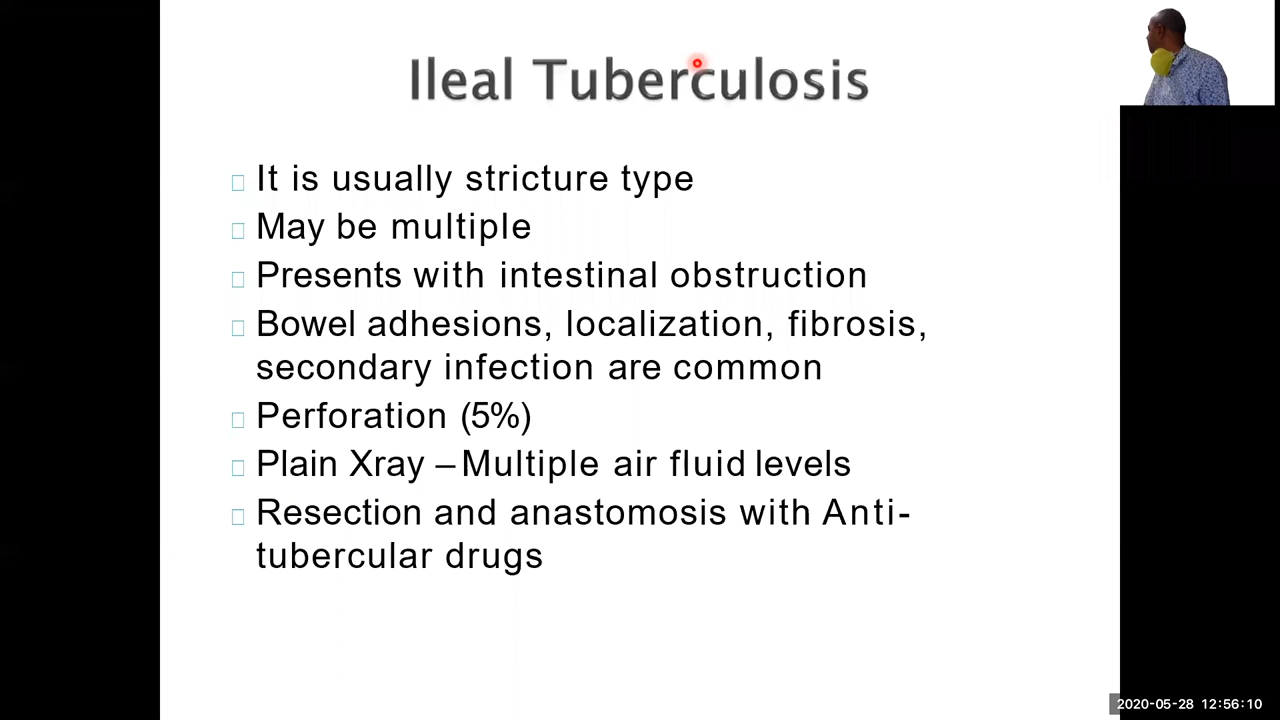 Ileal Tuberculosis
It is usually stricture type
May be multiple
Presents with intestinal obstruction
Bowel adhesions, localization, fibrosis,
secondary infection are common
Perforation (5%)
Plain Xray – Multiple air fluid levels
Resection and anastomosis with Anti-
tubercular drugs
2020-05-28 12:56:10